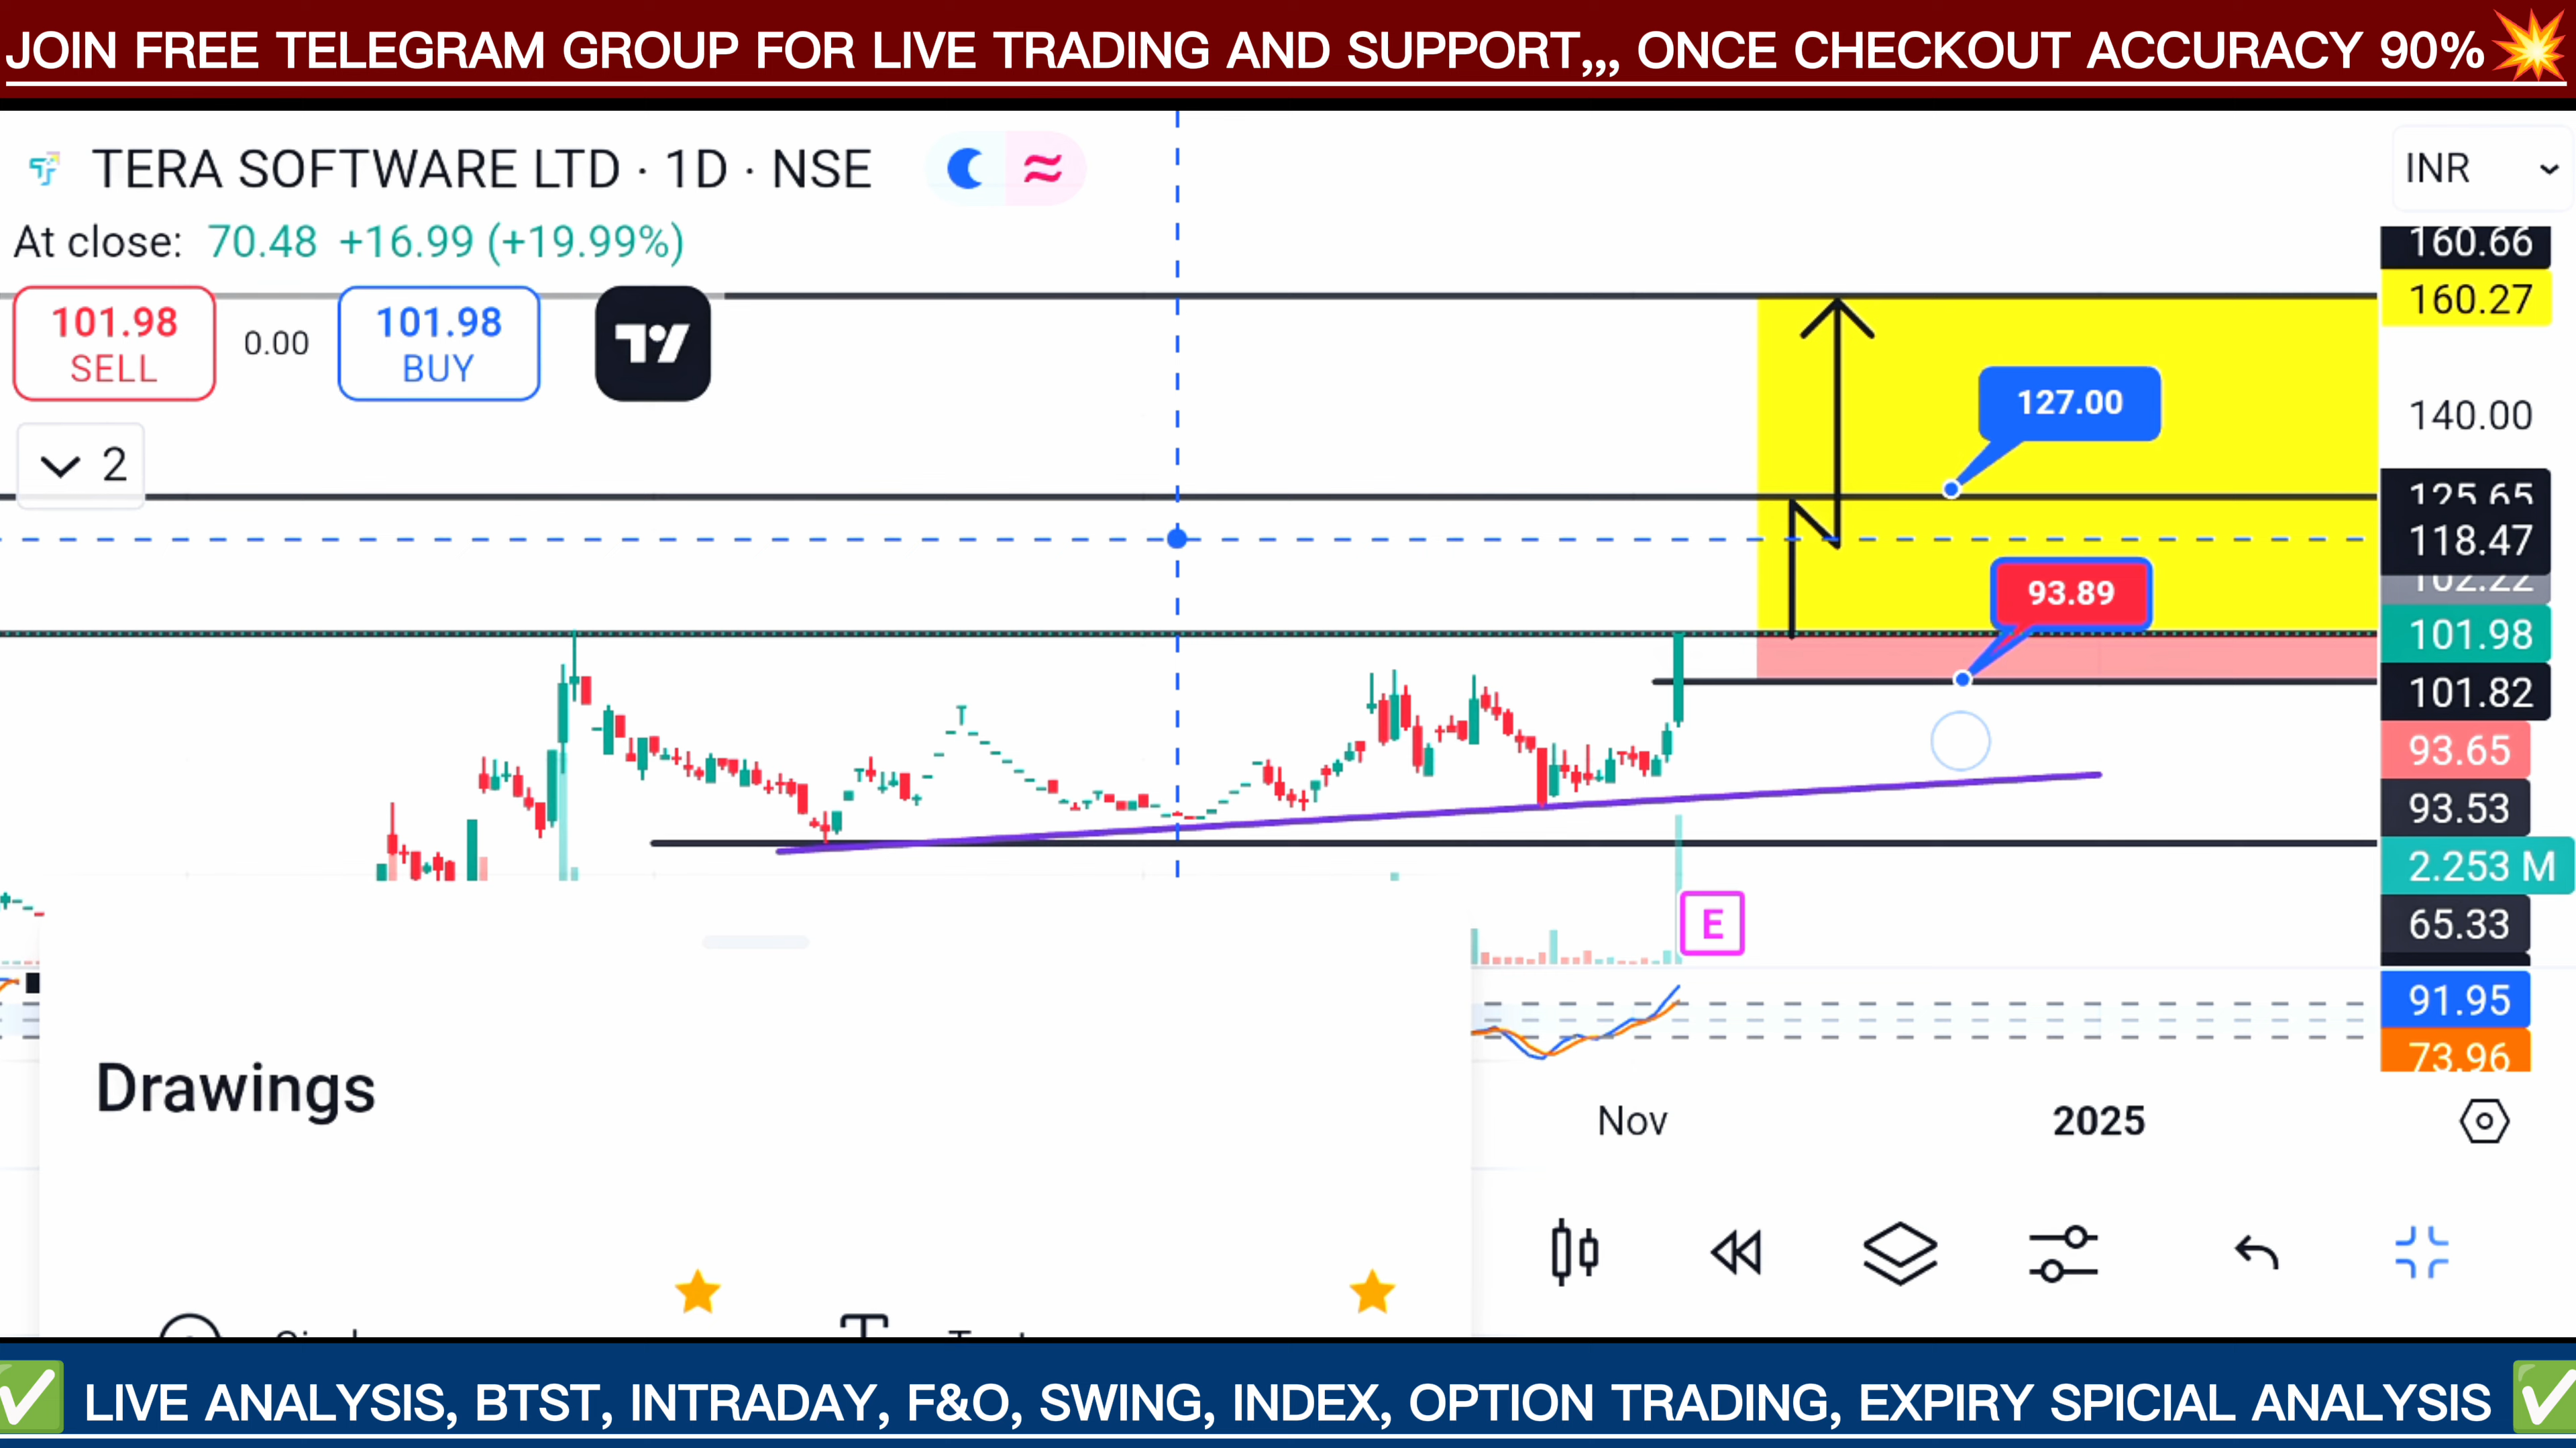 JOIN FREE TELEGRAM GROUP FOR LIVE TRADING AND SUPPORT,,, ONCE CHECKOUT ACCURACY 90%💥
TERA SOFTWARE LTD · 1D · NSE
INR
At close: 70.48 +16.99 (+19.99%)
160.66
160.27
101.98
SELL
0.00
101.98
BUY
127.00
140.00
2
125.65
118.47
102.22
93.89
101.98
101.82
93.65
93.53
2.253 M
65.33
E
91.95
73.96
Drawings
Nov
2025
✅ LIVE ANALYSIS, BTST, INTRADAY, F&O, SWING, INDEX, OPTION TRADING, EXPIRY SPICIAL ANALYSIS ✅